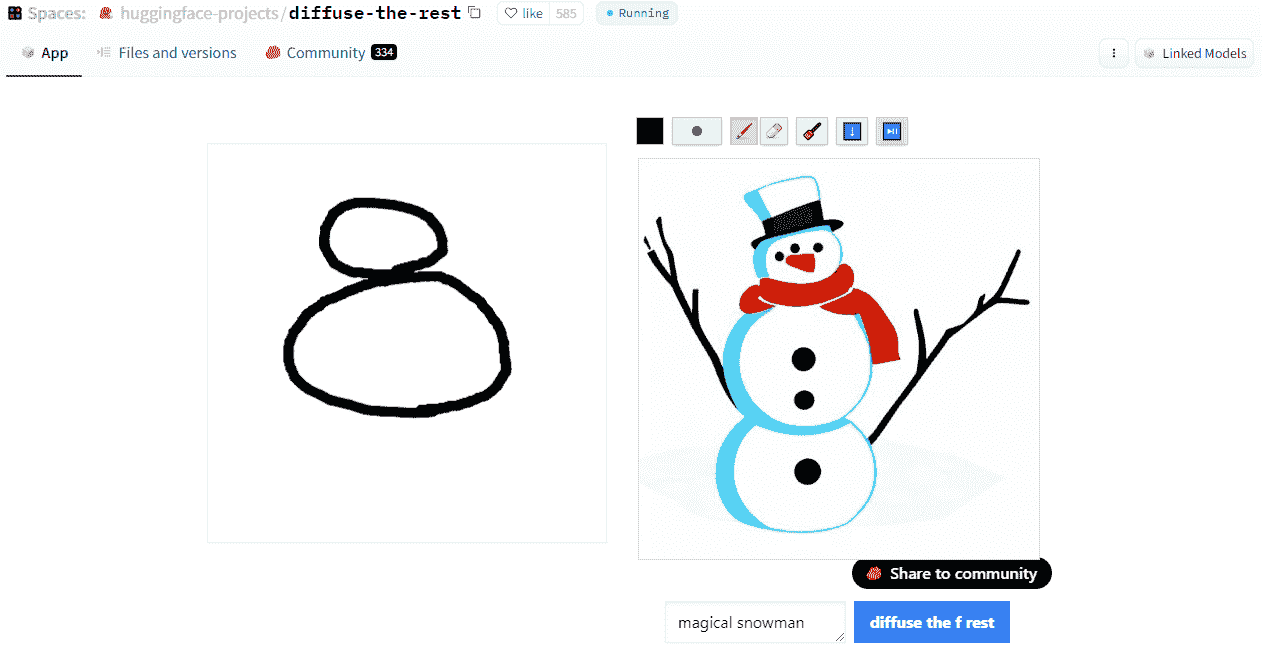 Spaces: huggingface-projects/diffuse-the-rest like 585 Running
App Files and versions Community 334 Linked Models
Share to community
magical snowman diffuse the f rest